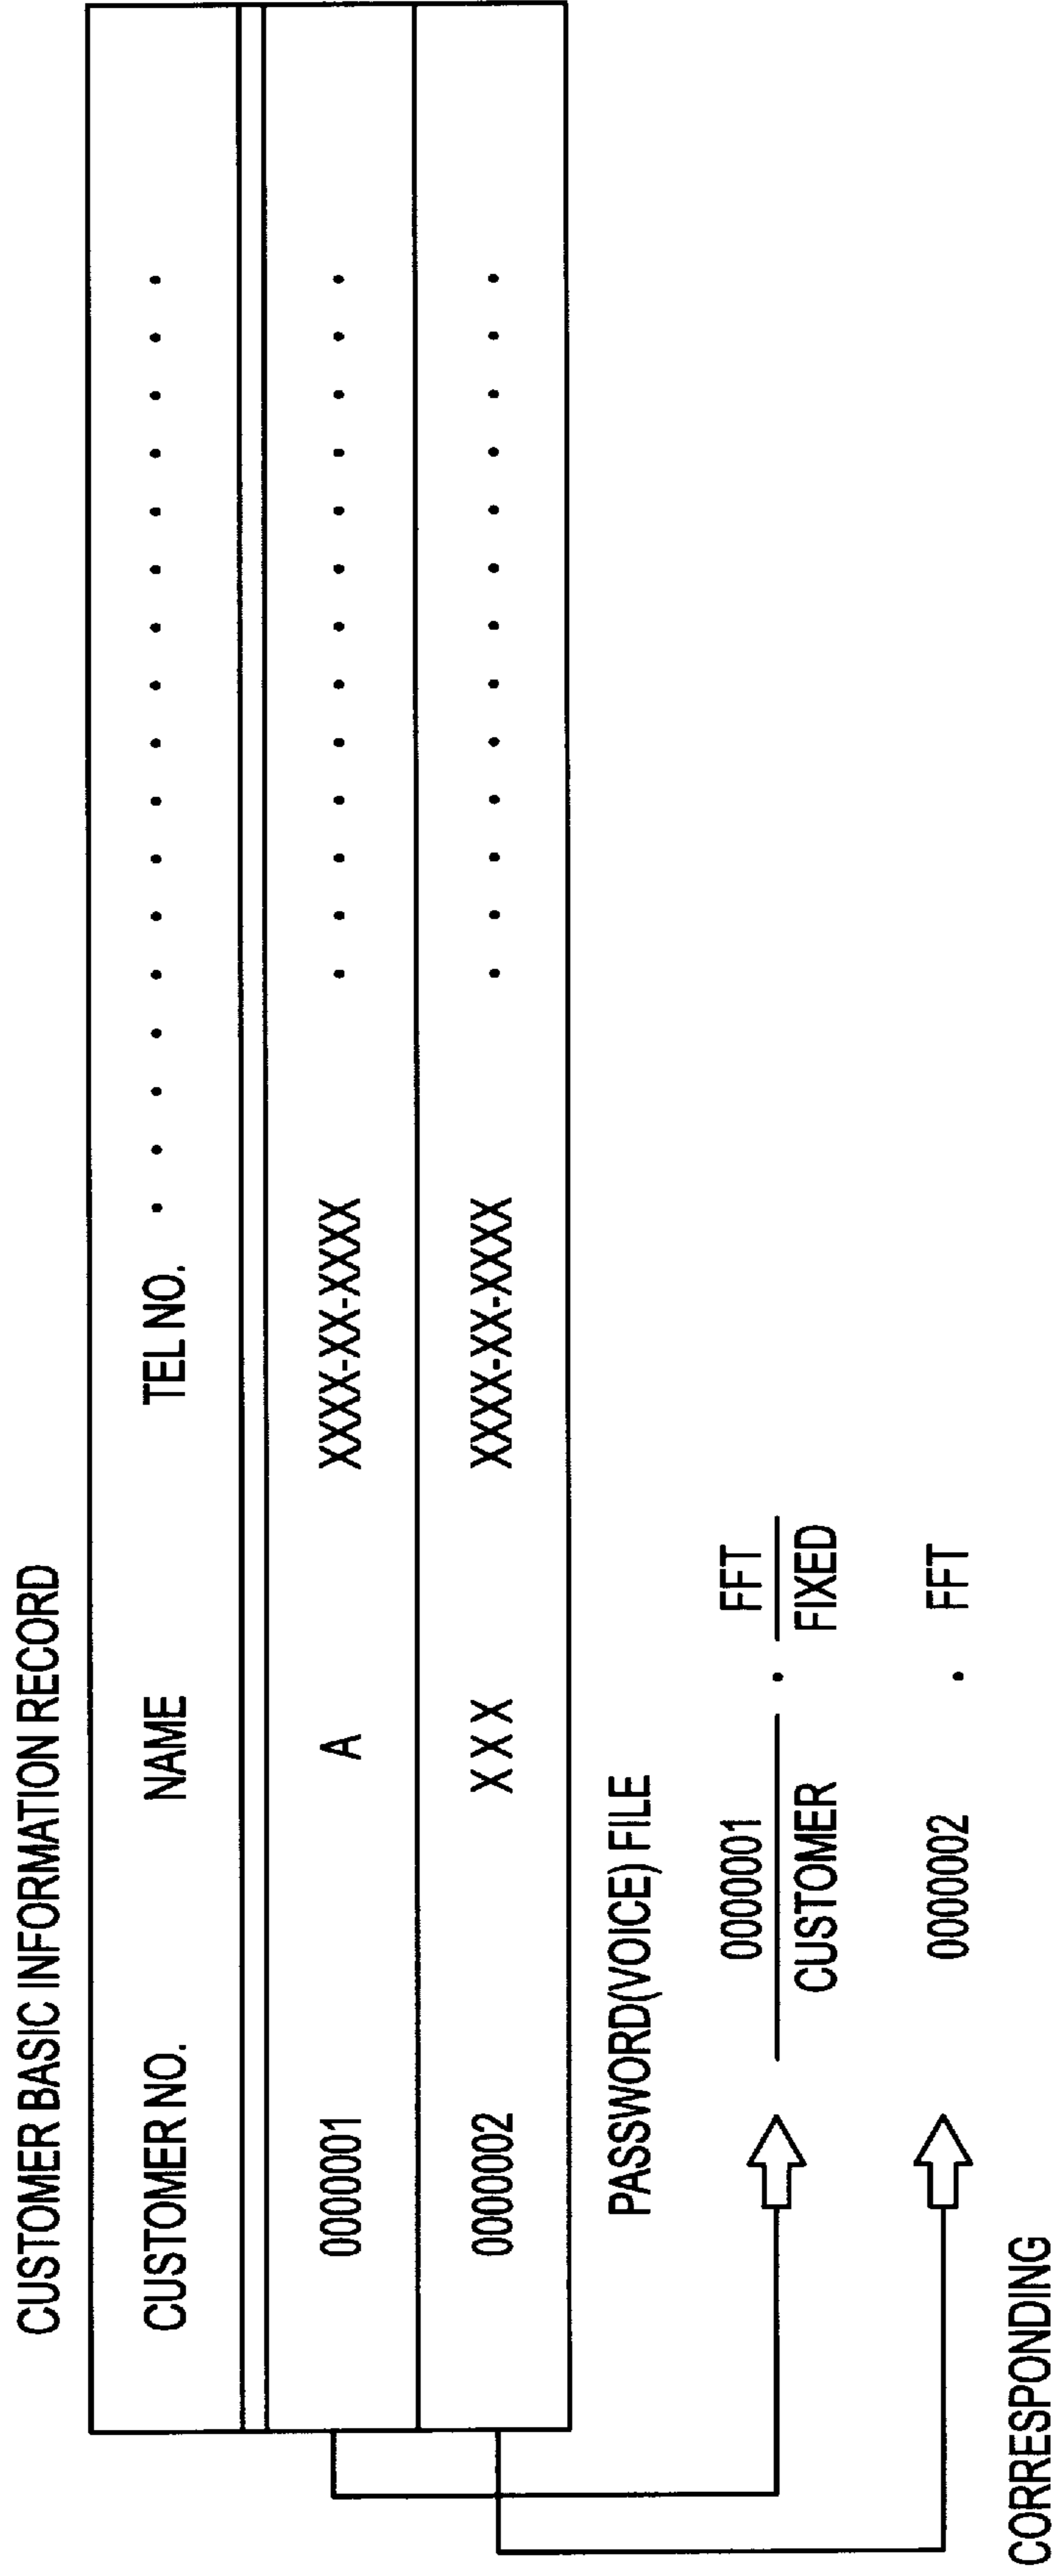 CUSTOMER BASIC INFORMATION RECORD
CUSTOMER NO. NAME TEL NO. . . . . . . . . . . . . . . . . .
0000001 A XXXX-XX-XXXX . . . . . . . . . . . . .
0000002 X X X XXXX-XX-XXXX . . . . . . . . . . . . .
PASSWORD(VOICE) FILE
0000001 . FFT
CUSTOMER FIXED
0000002 . FFT
CORRESPONDING